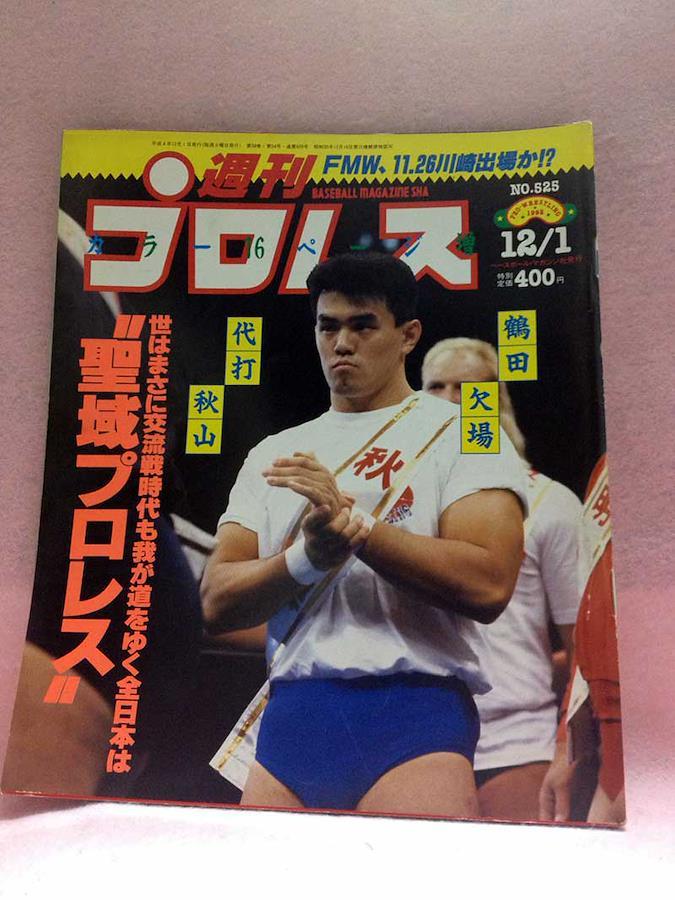 週刊
FMW、11.26川崎出場か!?
BASEBALL MAGAZINE SHA
プロレス
カラー16ページ増
NO.525
PRO-WRESTLING
1992
12/1
ベースボール・マガジン社発行
特別定価400円
鶴田
欠場
代打
秋山
世はまさに交流戦時代も我が道をゆく全日本は
"聖域プロレス"
秋